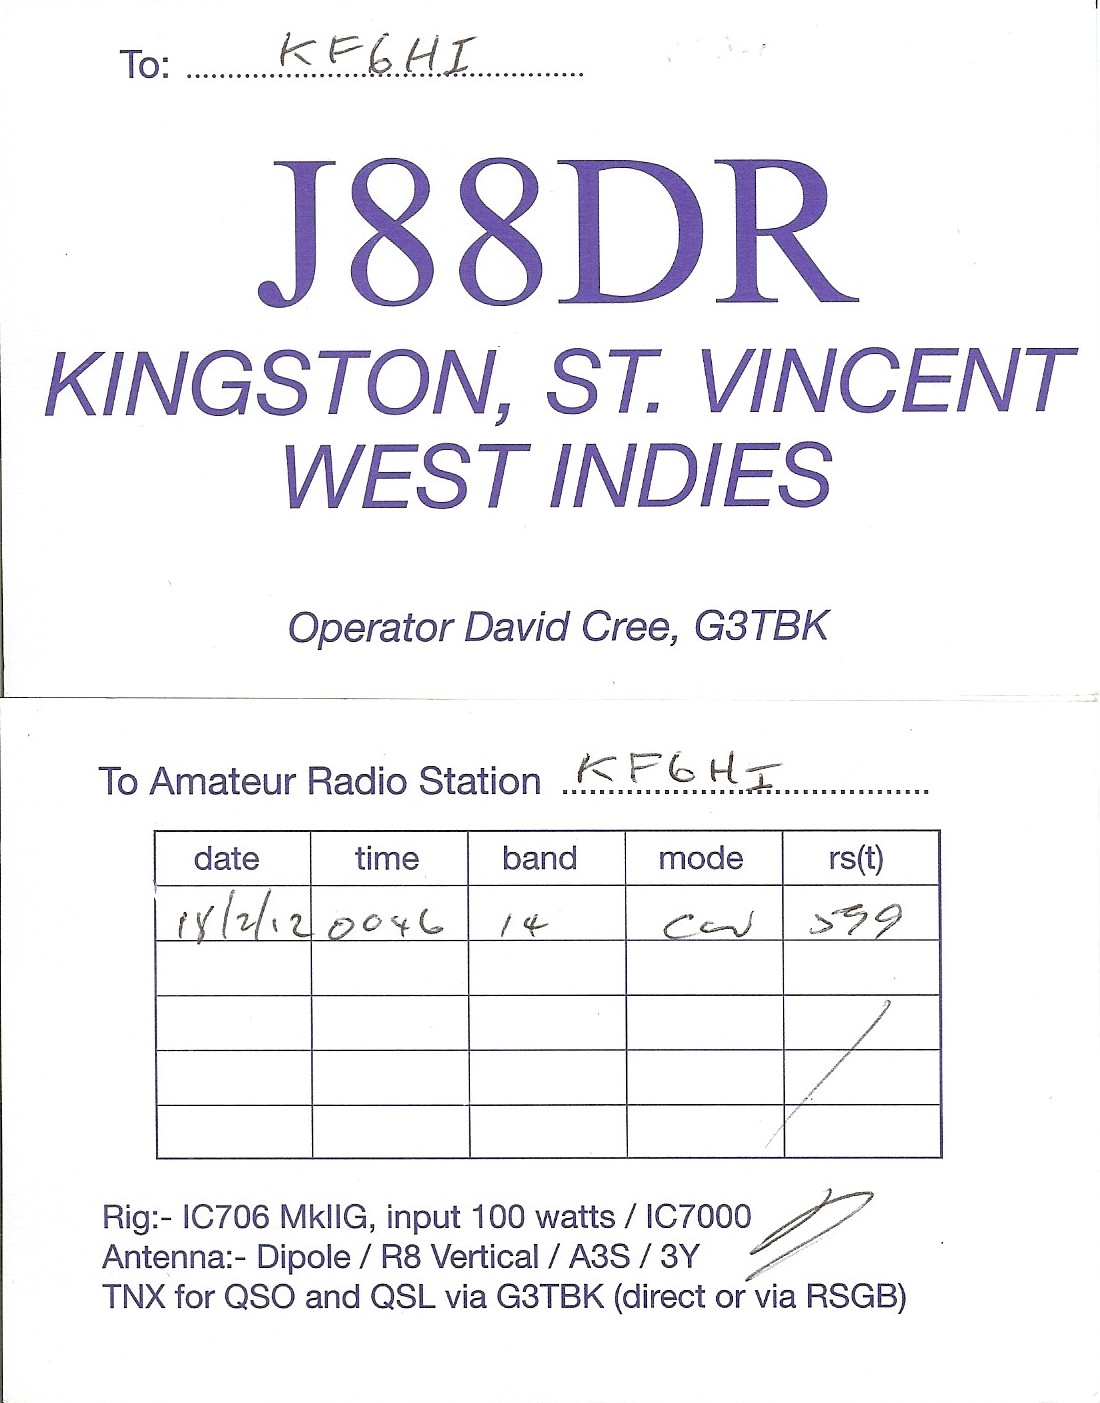 To: KF6HI
J88DR
KINGSTON, ST. VINCENT
WEST INDIES
Operator David Cree, G3TBK
To Amateur Radio Station KF6HI
date time band mode rs(t)
18/2/12 0046 14 CW 599
Rig:- IC706 MkIIG, input 100 watts / IC7000
Antenna:- Dipole / R8 Vertical / A3S / 3Y
TNX for QSO and QSL via G3TBK (direct or via RSGB)